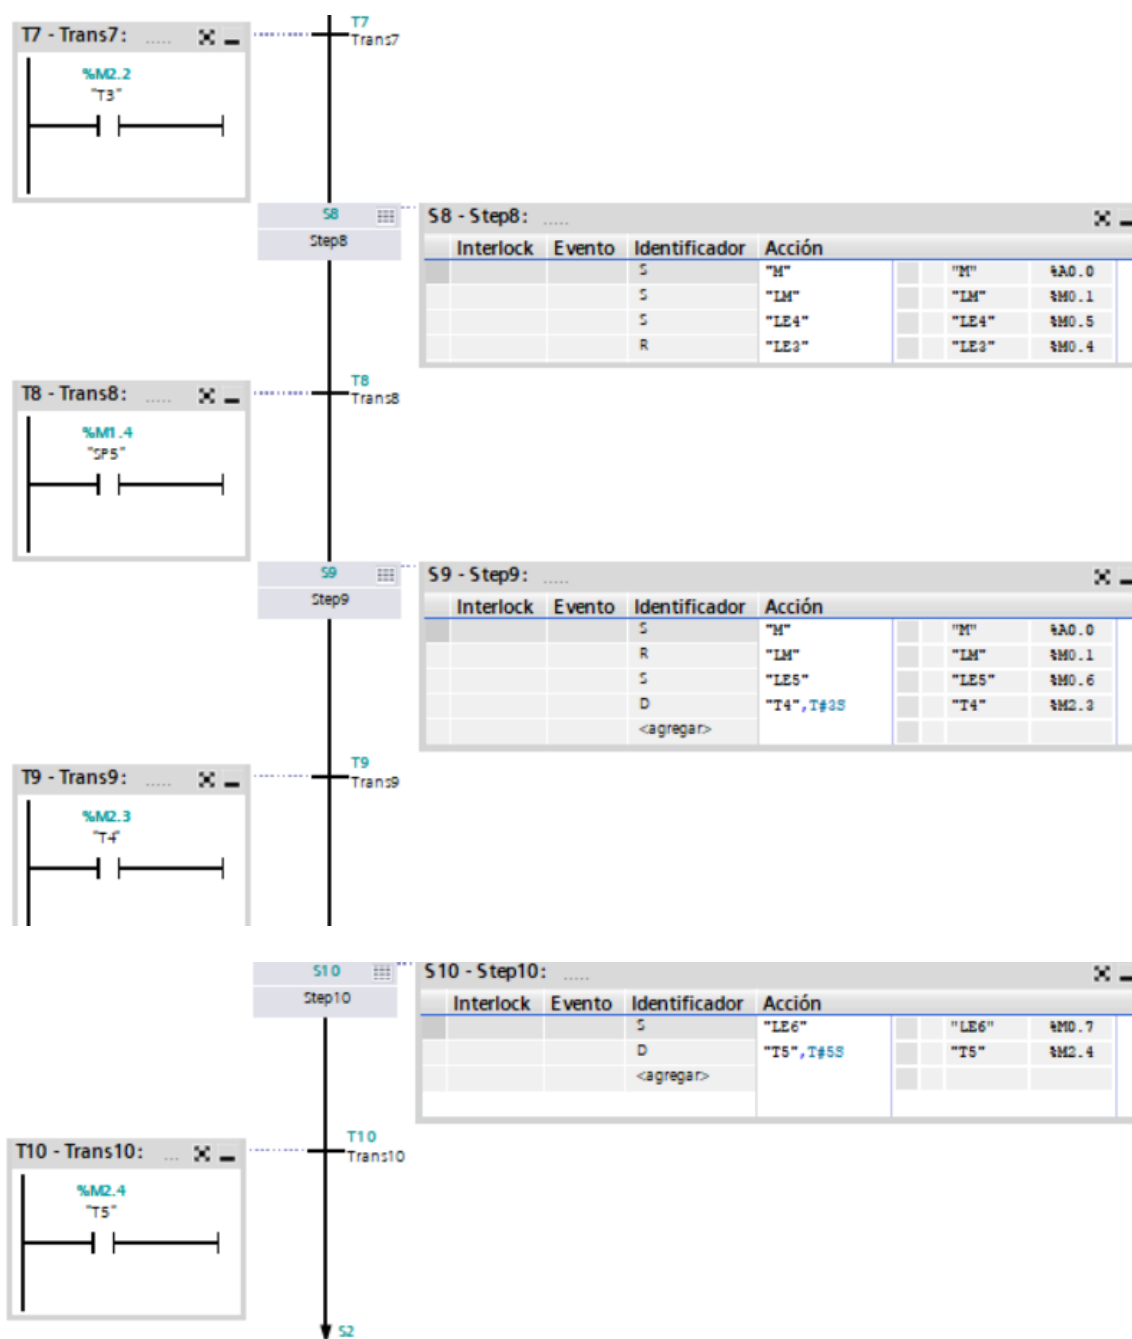 T7 - Trans7: .....
T7
Trans7
%M2.2
"T3"
S8
Step8
S8 - Step8: .....
Interlock Evento Identificador Acción
S "M" "M" %A0.0
S "LM" "LM" %M0.1
S "LE4" "LE4" %M0.5
R "LE3" "LE3" %M0.4
T8 - Trans8: .....
T8
Trans8
%M1.4
"SP5"
S9
Step9
S9 - Step9: .....
Interlock Evento Identificador Acción
S "M" "M" %A0.0
R "LM" "LM" %M0.1
S "LE5" "LE5" %M0.6
D "T4",T#3S "T4" %M2.3
<agregar>
T9 - Trans9: .....
T9
Trans9
%M2.3
"T4"
S10
Step10
S10 - Step10: .....
Interlock Evento Identificador Acción
S "LE6" "LE6" %M0.7
D "T5",T#5S "T5" %M2.4
<agregar>
T10 - Trans10: ...
T10
Trans10
%M2.4
"T5"
S2